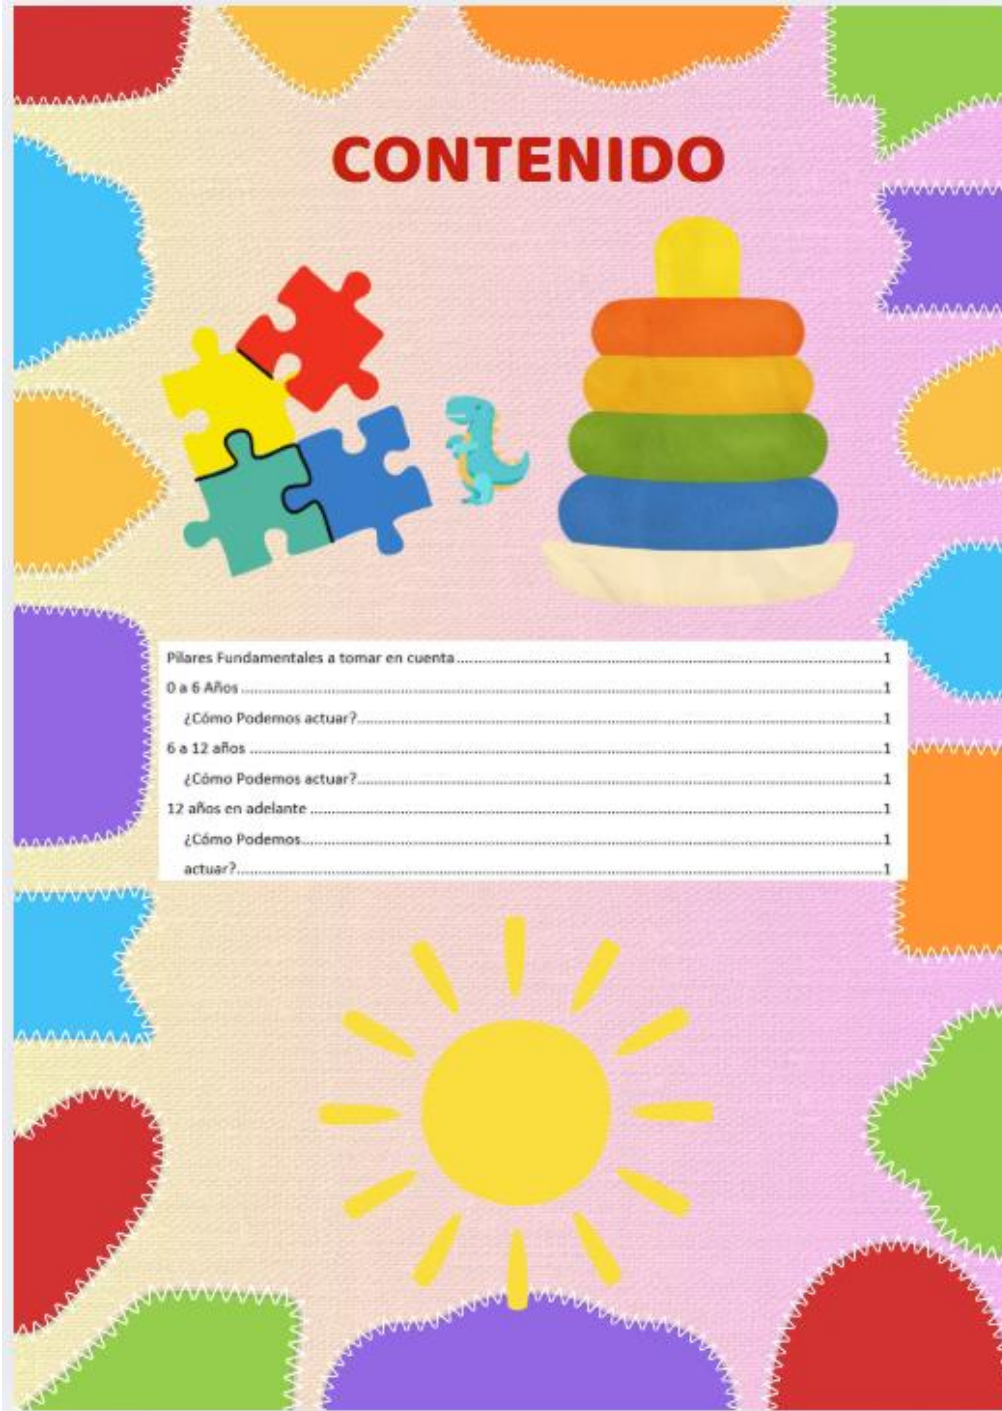 CONTENIDO
Pilares Fundamentales a tomar en cuenta ........ 1
0 a 6 Años ........ 1
¿Cómo Podemos actuar? ........ 1
6 a 12 años ........ 1
¿Cómo Podemos actuar? ........ 1
12 años en adelante ........ 1
¿Cómo Podemos ........ 1
actuar? ........ 1